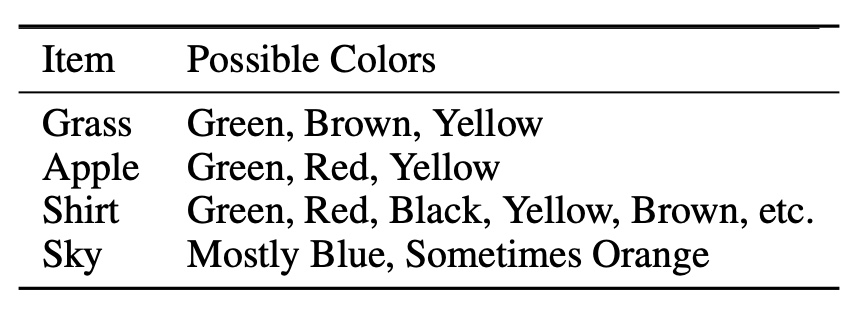 Item Possible Colors
Grass Green, Brown, Yellow
Apple Green, Red, Yellow
Shirt Green, Red, Black, Yellow, Brown, etc.
Sky Mostly Blue, Sometimes Orange